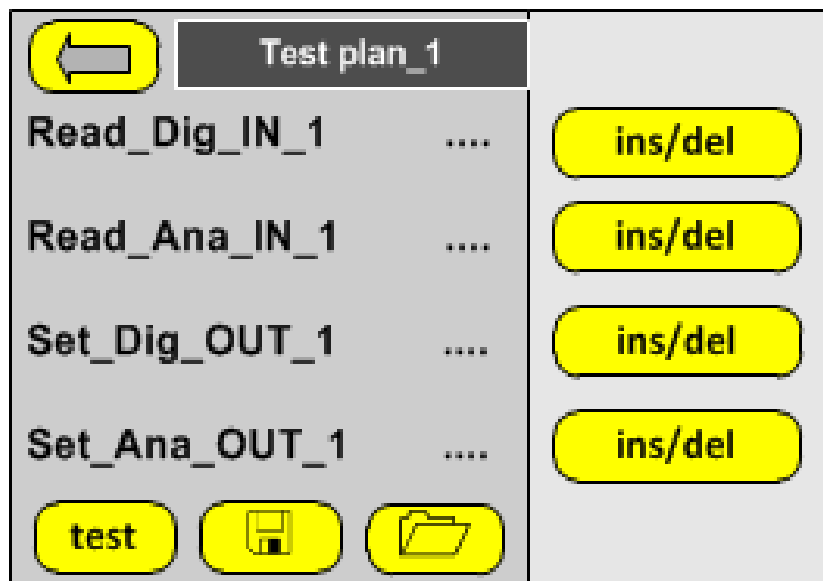 Test plan_1
Read_Dig_IN_1 .... ins/del
Read_Ana_IN_1 .... ins/del
Set_Dig_OUT_1 .... ins/del
Set_Ana_OUT_1 .... ins/del
test